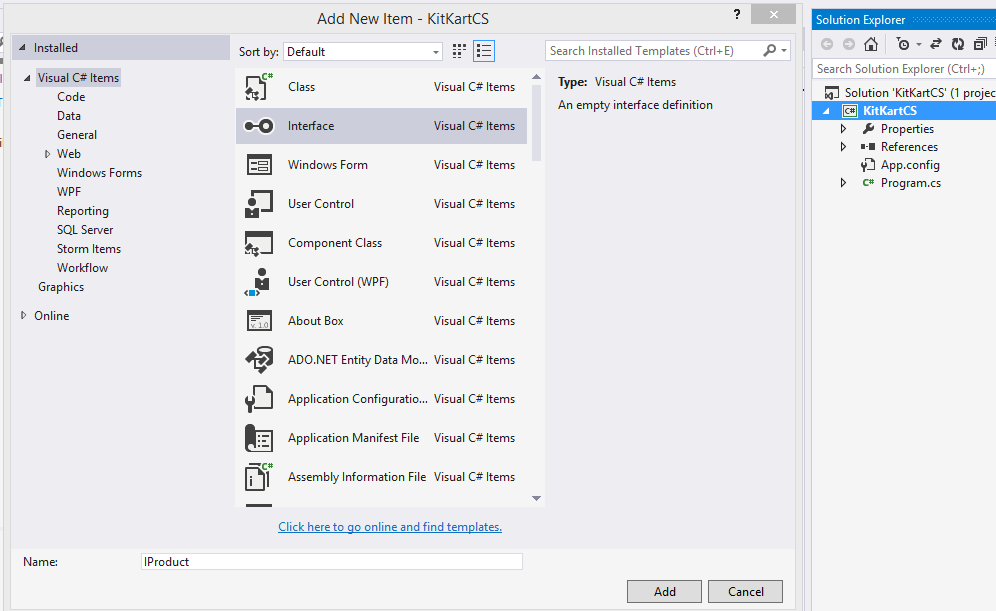 Add New Item - KitKartCS
?
Installed
Sort by: Default
Search Installed Templates (Ctrl+E)
Visual C# Items
Code
Data
General
Web
Windows Forms
WPF
Reporting
SQL Server
Storm Items
Workflow
Graphics
Online
Class Visual C# Items
Interface Visual C# Items
Windows Form Visual C# Items
User Control Visual C# Items
Component Class Visual C# Items
User Control (WPF) Visual C# Items
About Box Visual C# Items
ADO.NET Entity Data Mo... Visual C# Items
Application Configuratio... Visual C# Items
Application Manifest File Visual C# Items
Assembly Information File Visual C# Items
Click here to go online and find templates.
Type: Visual C# Items
An empty interface definition
Name: IProduct
Add Cancel
Solution Explorer
Search Solution Explorer (Ctrl+;)
Solution 'KitKartCS' (1 projec
C# KitKartCS
Properties
References
App.config
C# Program.cs